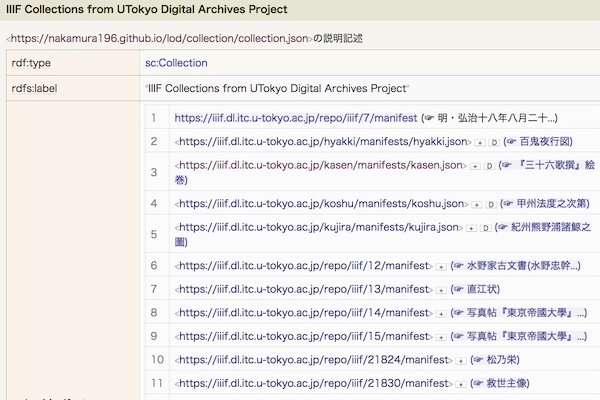 IIIF Collections from UTokyo Digital Archives Project
<https://nakamura196.github.io/lod/collection/collection.json>の説明記述
rdf:type sc:Collection
rdfs:label "IIIF Collections from UTokyo Digital Archives Project"
1 https://iiif.dl.itc.u-tokyo.ac.jp/repo/iiif/7/manifest (☞ 明・弘治十八年八月二十...)
2 <https://iiif.dl.itc.u-tokyo.ac.jp/hyakki/manifests/hyakki.json> + D (☞ 百鬼夜行図)
3 <https://iiif.dl.itc.u-tokyo.ac.jp/kasen/manifests/kasen.json> + D (☞ 『三十六歌撰』絵
巻)
4 <https://iiif.dl.itc.u-tokyo.ac.jp/koshu/manifests/koshu.json> + D (☞ 甲州法度之次第)
5 <https://iiif.dl.itc.u-tokyo.ac.jp/kujira/manifests/kujira.json> + D (☞ 紀州熊野浦諸鯨之
圖)
6 <https://iiif.dl.itc.u-tokyo.ac.jp/repo/iiif/12/manifest> + (☞ 水野家古文書(水野忠幹...)
7 <https://iiif.dl.itc.u-tokyo.ac.jp/repo/iiif/13/manifest> + (☞ 直江状)
8 <https://iiif.dl.itc.u-tokyo.ac.jp/repo/iiif/14/manifest> + (☞ 写真帖『東京帝國大學』...)
9 <https://iiif.dl.itc.u-tokyo.ac.jp/repo/iiif/15/manifest> + (☞ 写真帖『東京帝國大學』...)
10 <https://iiif.dl.itc.u-tokyo.ac.jp/repo/iiif/21824/manifest> + (☞ 松乃栄)
11 <https://iiif.dl.itc.u-tokyo.ac.jp/repo/iiif/21830/manifest> + (☞ 救世主像)